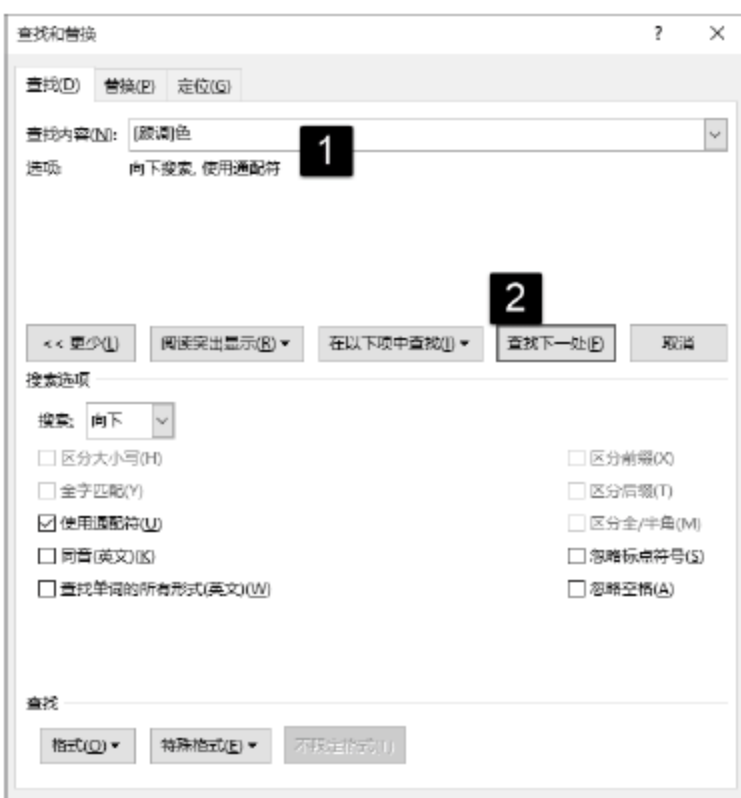 查找和替换 ? ×
查找(D) 替换(P) 定位(G)
查找内容(N): [颜调]色
1
选项: 向下搜索, 使用通配符
2
<< 更少(L) 阅读突出显示(R) 在以下项中查找(I) 查找下一处(F) 取消
搜索选项
搜索: 向下
区分大小写(H) 区分前缀(X)
全字匹配(Y) 区分后缀(T)
使用通配符(U) 区分全/半角(M)
同音(英文)(K) 忽略标点符号(S)
查找单词的所有形式(英文)(W) 忽略空格(A)
查找
格式(O) 特殊格式(E) 不限定格式(T)